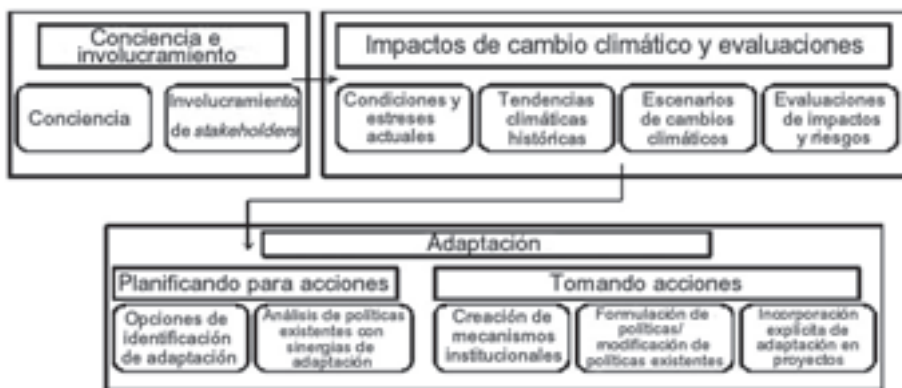 Conciencia e
involucramiento
Conciencia
Involucramiento
de stakeholders
Impactos de cambio climático y evaluaciones
Condiciones y
estreses
actuales
Tendencias
climáticas
históricas
Escenarios
de cambios
climáticos
Evaluaciones
de impactos
y riesgos
Adaptación
Planificando para acciones
Opciones de
identificación
de adaptación
Análisis de políticas
existentes con
sinergias de
adaptación
Tomando acciones
Creación de
mecanismos
institucionales
Formulación de
políticas/
modificación de
políticas existentes
Incorporación
explícita de
adaptación en
proyectos